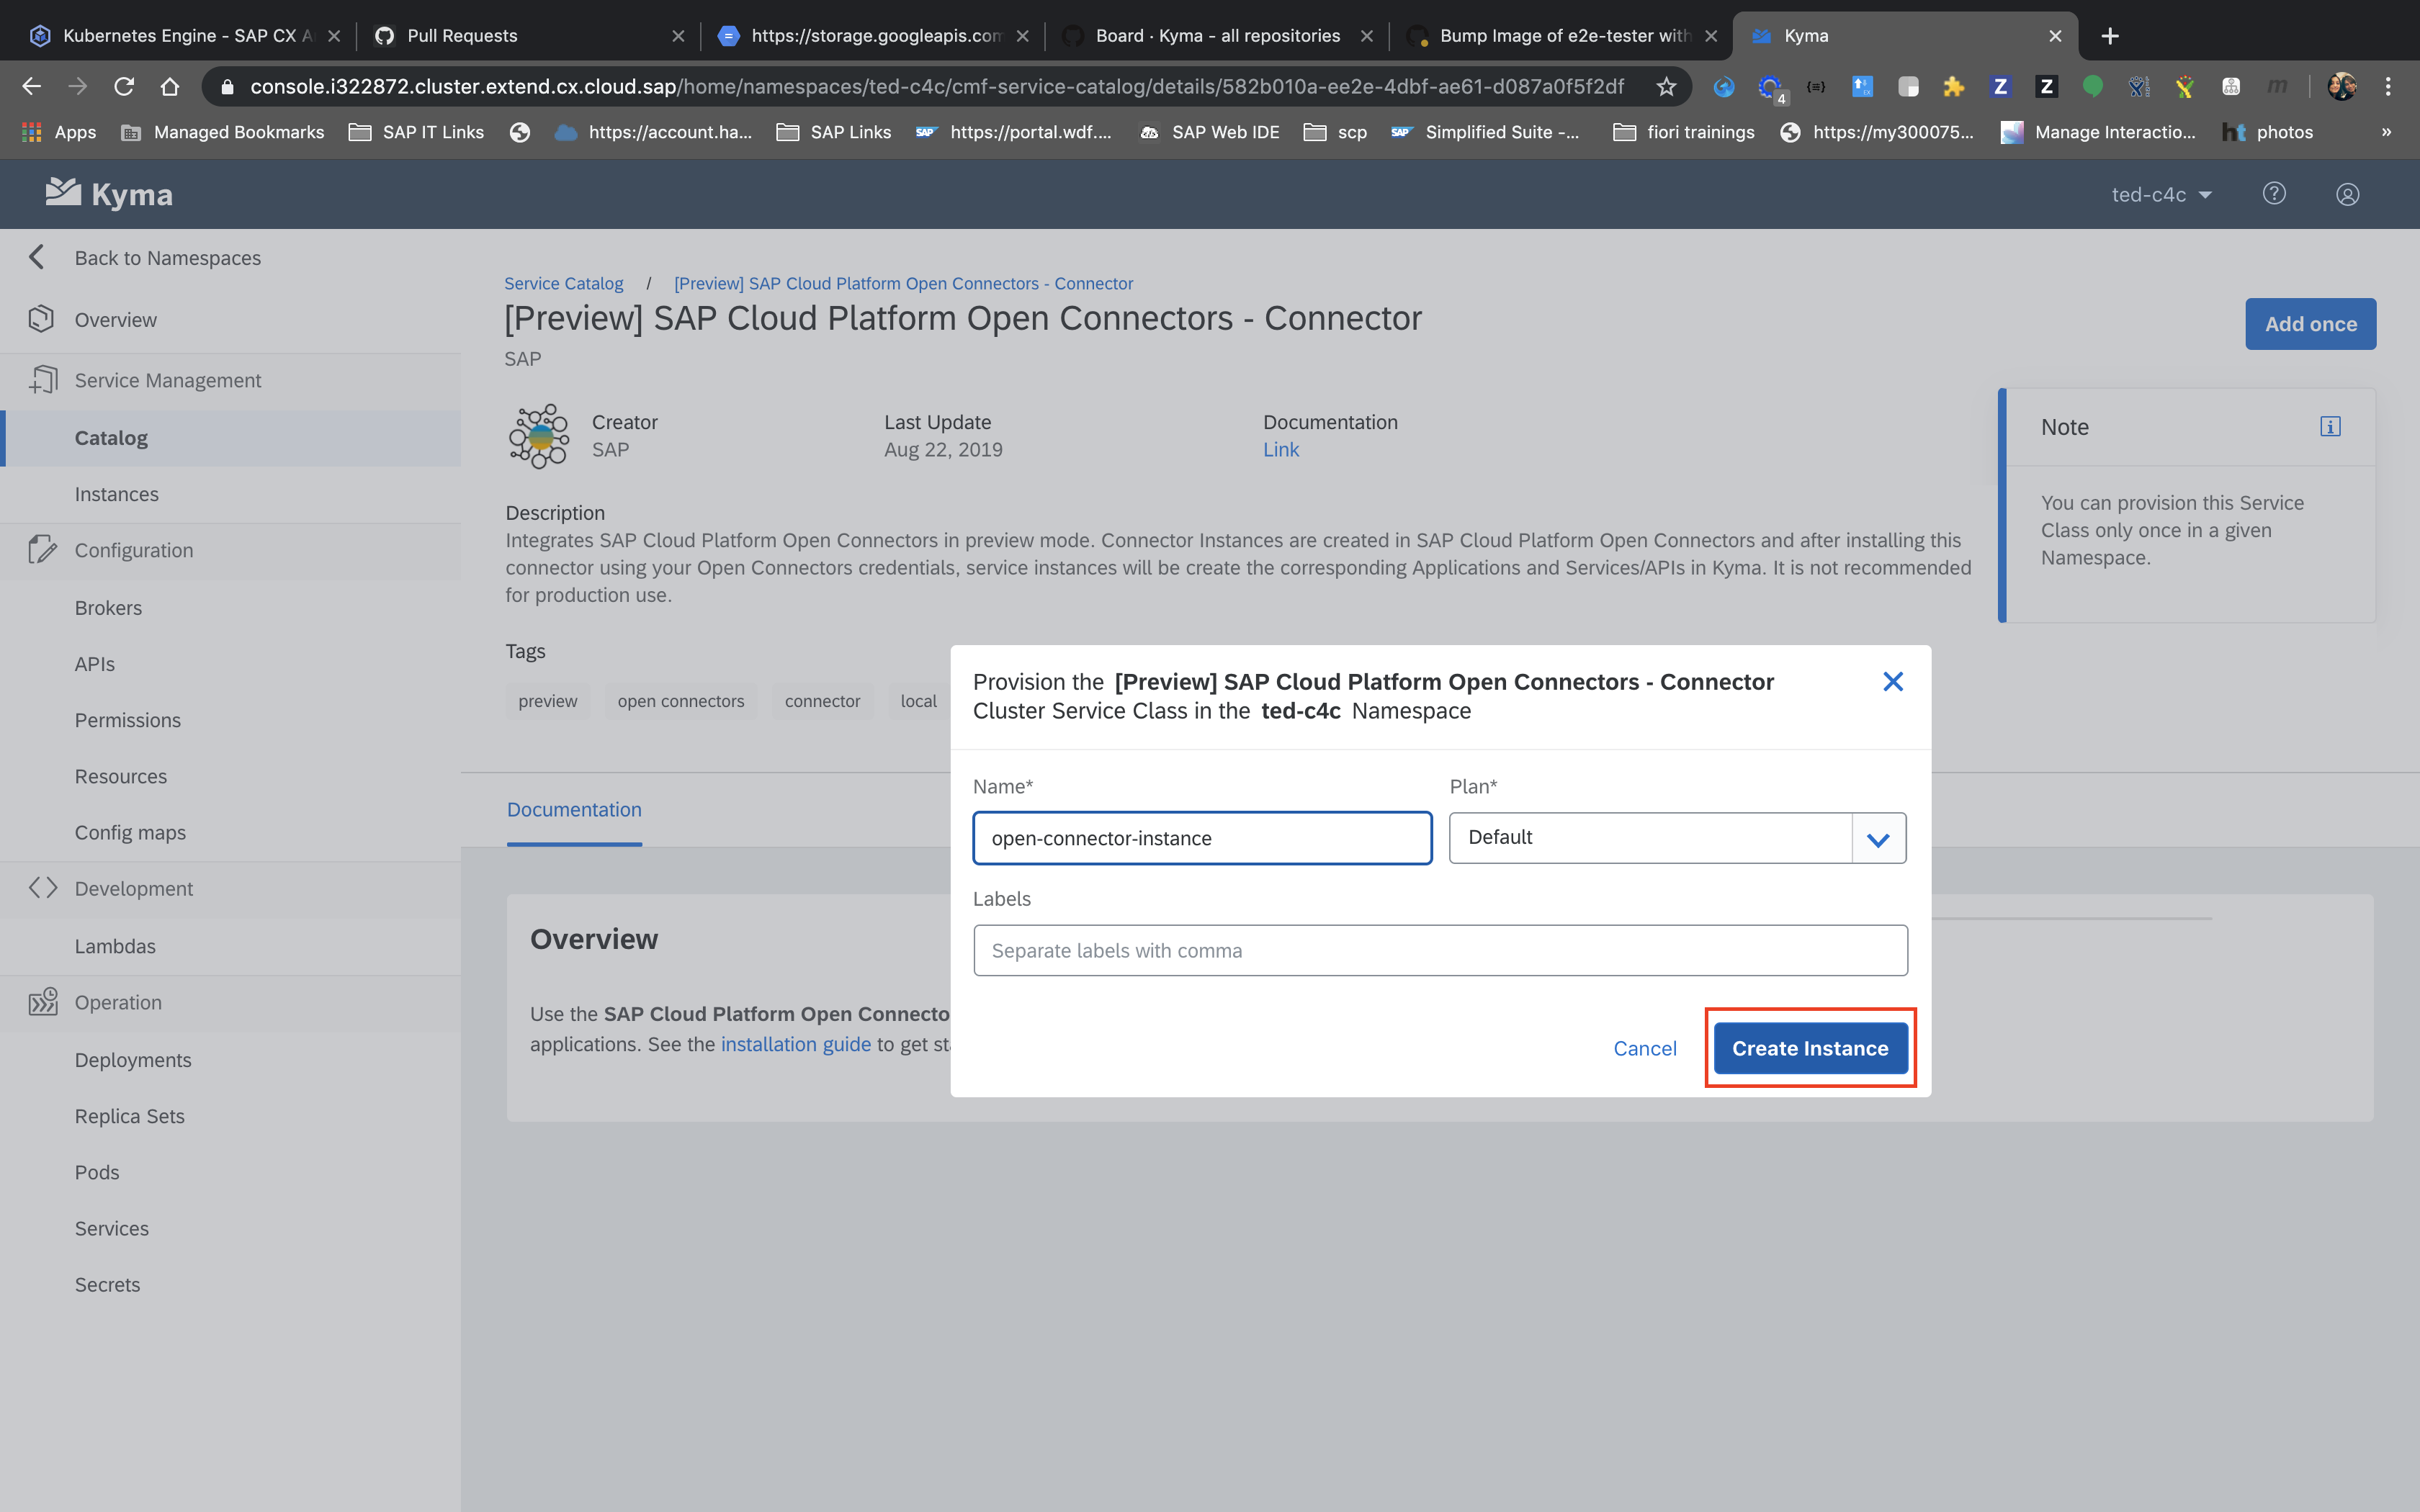 Kubernetes Engine - SAP CX A
Pull Requests
https://storage.googleapis.com
Board · Kyma - all repositories
Bump Image of e2e-tester with
Kyma
console.i322872.cluster.extend.cx.cloud.sap/home/namespaces/ted-c4c/cmf-service-catalog/details/582b010a-ee2e-4dbf-ae61-d087a0f5f2df
4
Z
Z
m
Apps
Managed Bookmarks
SAP IT Links
https://account.ha...
SAP Links
SAP
https://portal.wdf....
SAP Web IDE
scp
SAP
Simplified Suite -...
fiori trainings
https://my300075...
Manage Interactio...
ht
photos
»
Kyma
ted-c4c
Back to Namespaces
Overview
Service Management
Catalog
Instances
Configuration
Brokers
APIs
Permissions
Resources
Config maps
Development
Lambdas
Operation
Deployments
Replica Sets
Pods
Services
Secrets
Service Catalog / [Preview] SAP Cloud Platform Open Connectors - Connector
[Preview] SAP Cloud Platform Open Connectors - Connector
SAP
Add once
Creator
SAP
Last Update
Aug 22, 2019
Documentation
Link
Note
You can provision this Service
Class only once in a given
Namespace.
Description
Integrates SAP Cloud Platform Open Connectors in preview mode. Connector Instances are created in SAP Cloud Platform Open Connectors and after installing this
connector using your Open Connectors credentials, service instances will be create the corresponding Applications and Services/APIs in Kyma. It is not recommended
for production use.
Tags
preview
open connectors
connector
local
Documentation
Overview
Use the SAP Cloud Platform Open Connecto
applications. See the installation guide to get sta
Provision the [Preview] SAP Cloud Platform Open Connectors - Connector
Cluster Service Class in the ted-c4c Namespace
Name*
Plan*
open-connector-instance
Default
Labels
Separate labels with comma
Cancel
Create Instance